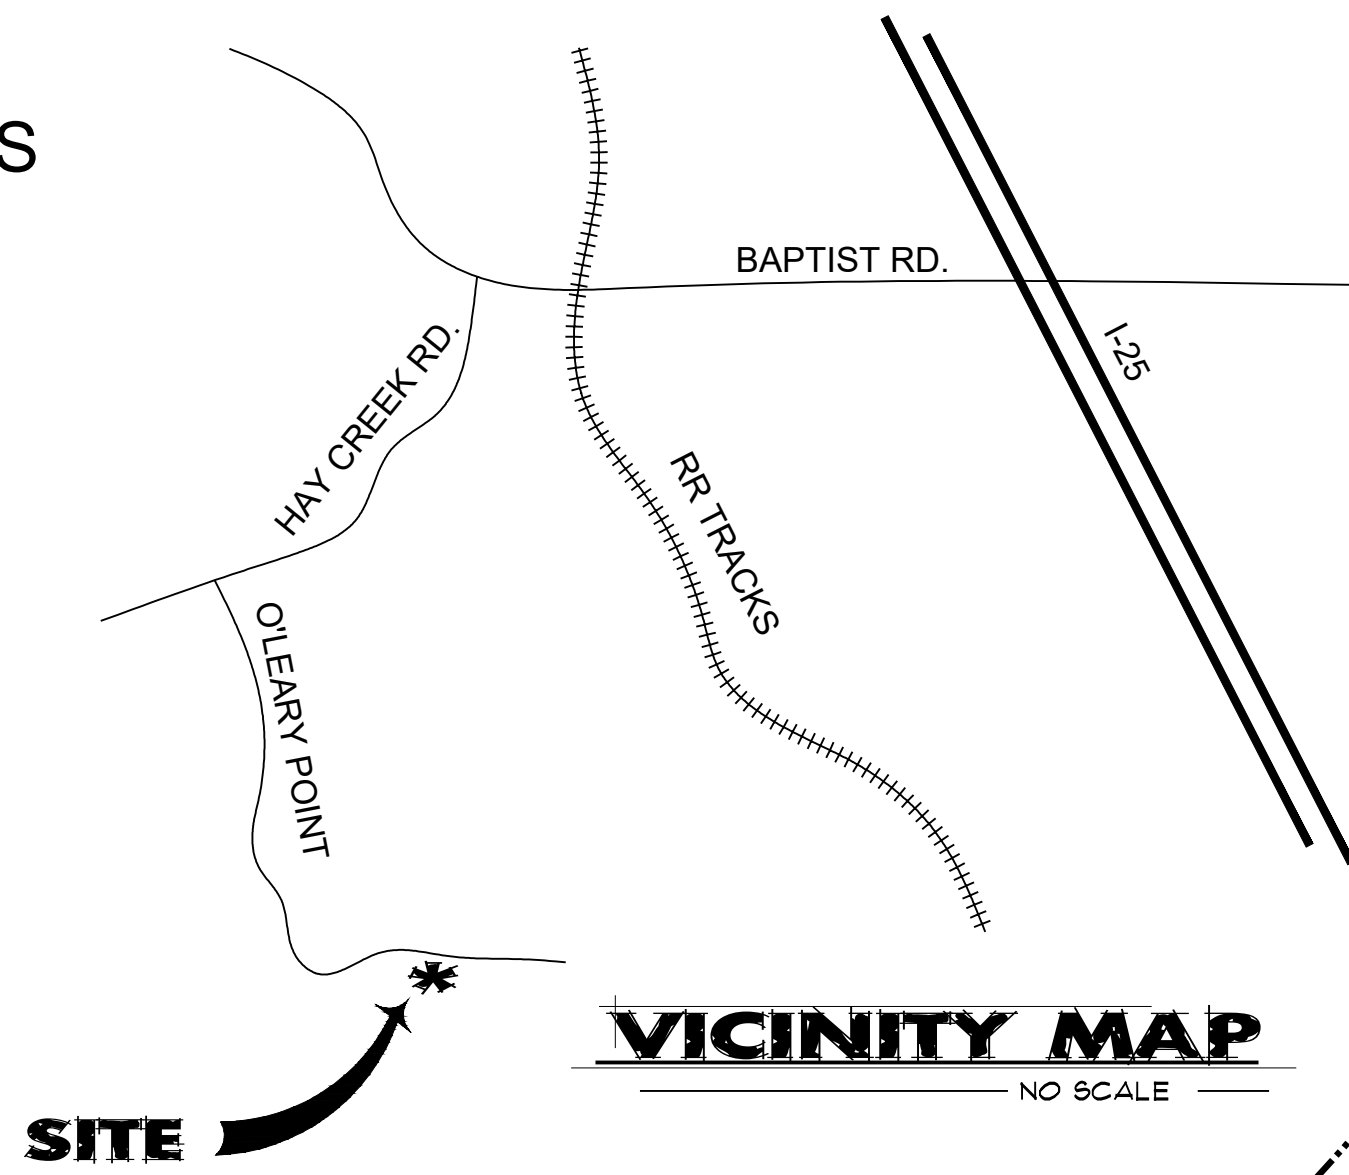 S
BAPTIST RD.
I-25
HAY CREEK RD.
RR TRACKS
O'LEARY POINT
*
VICINITY MAP
NO SCALE
SITE